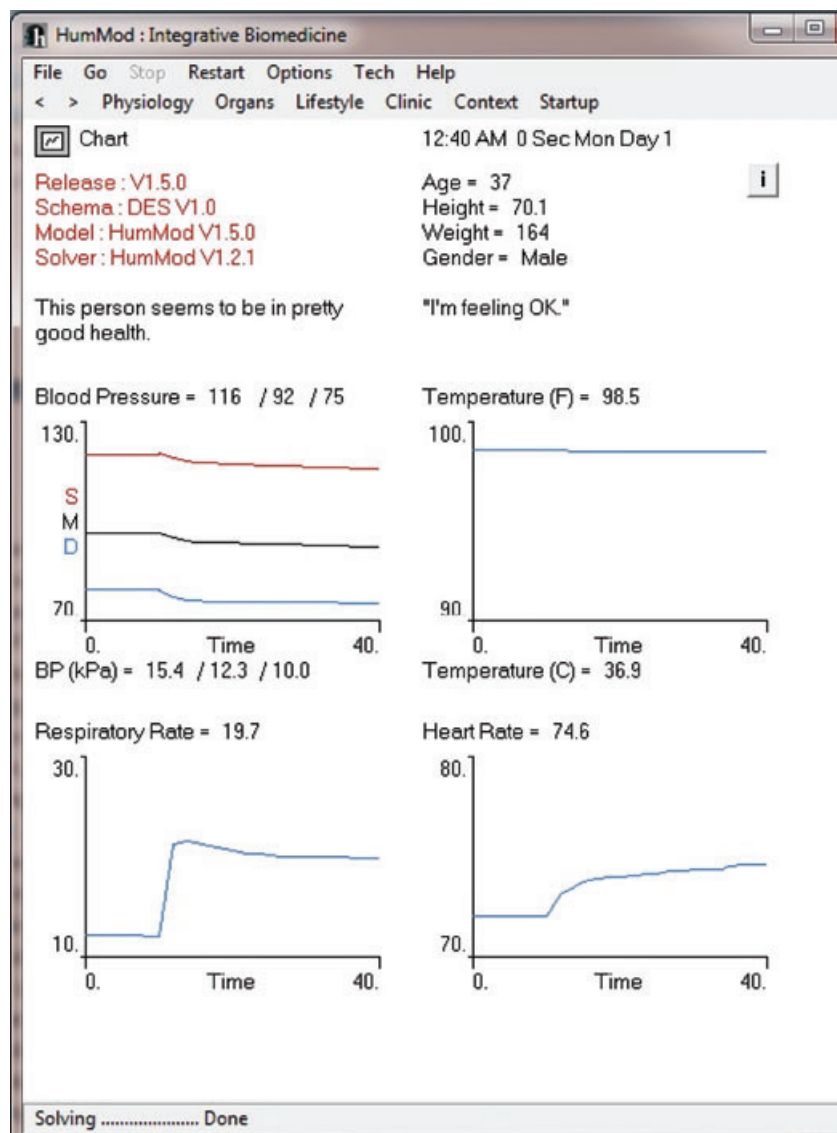 HumMod : Integrative Biomedicine
File Go Stop Restart Options Tech Help
< > Physiology Organs Lifestyle Clinic Context Startup
Chart 12:40 AM 0 Sec Mon Day 1
Release : V1.5.0 Age = 37 i
Schema : DES V1.0 Height = 70.1
Model : HumMod V1.5.0 Weight = 164
Solver : HumMod V1.2.1 Gender = Male
This person seems to be in pretty "I'm feeling OK."
good health.
Blood Pressure = 116 / 92 / 75 Temperature (F) = 98.5
130. 100.
S
M
D
70. 90.
0. Time 40. 0. Time 40.
BP (kPa) = 15.4 / 12.3 / 10.0 Temperature (C) = 36.9
Respiratory Rate = 19.7 Heart Rate = 74.6
30. 80.
10. 70.
0. Time 40. 0. Time 40.
Solving ..................... Done